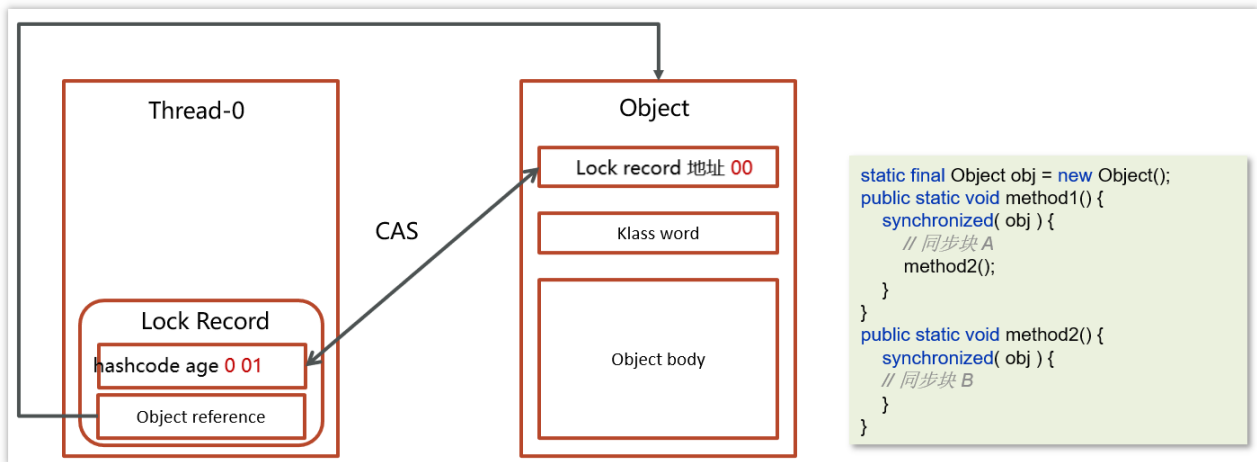 Thread-0
Lock Record
hashcode age 0 01
Object reference
CAS
Object
Lock record 地址 00
Klass word
Object body
static final Object obj = new Object();
public static void method1() {
synchronized( obj ) {
// 同步块 A
method2();
}
}
public static void method2() {
synchronized( obj ) {
// 同步块 B
}
}